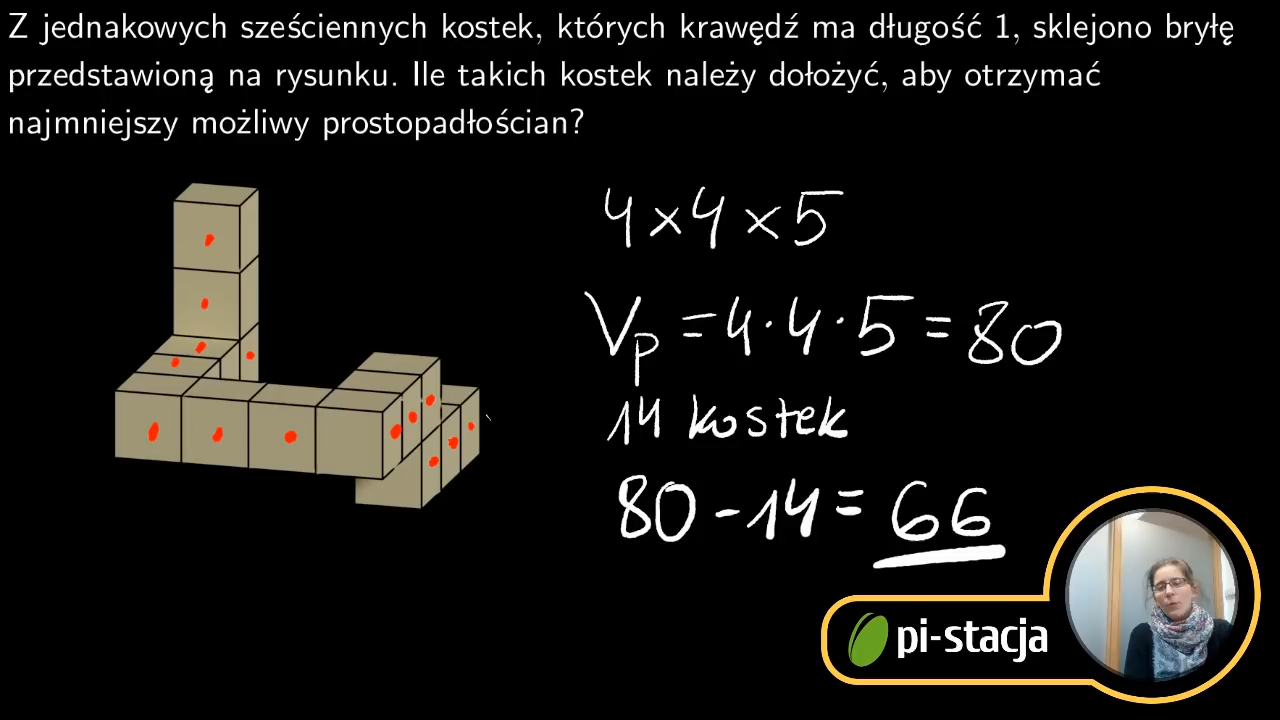 Z jednakowych sześciennych kostek, których krawędź ma długość 1, sklejono bryłę
przedstawioną na rysunku. Ile takich kostek należy dołożyć, aby otrzymać
najmniejszy możliwy prostopadłościan?
4 x 4 x 5
Vp = 4 · 4 · 5 = 80
14 kostek
80 - 14 = 66
pi-stacja